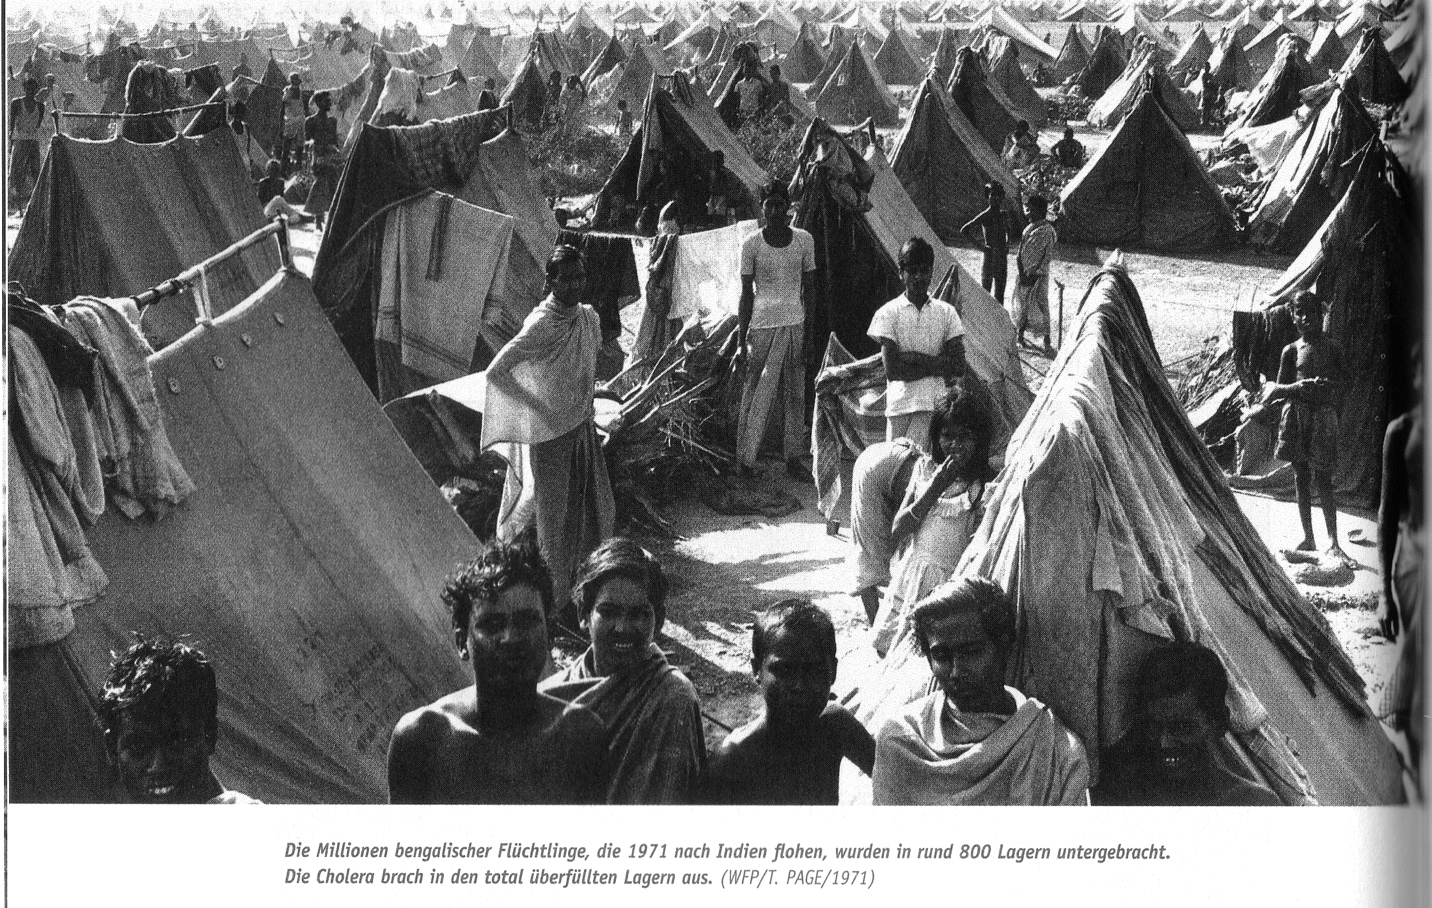 Die Millionen bengalischer Flüchtlinge, die 1971 nach Indien flohen, wurden in rund 800 Lagern untergebracht.
Die Cholera brach in den total überfüllten Lagern aus. (WFP/T. PAGE/1971)